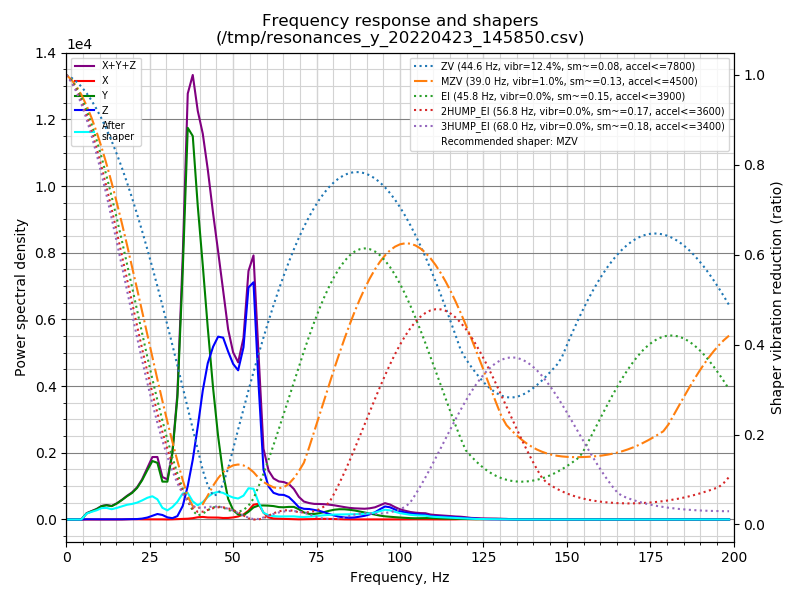 Frequency response and shapers
(/tmp/resonances_y_20220423_145850.csv)
1e4
X+Y+Z
X
Y
Z
After
shaper
ZV (44.6 Hz, vibr=12.4%, sm~=0.08, accel<=7800)
MZV (39.0 Hz, vibr=1.0%, sm~=0.13, accel<=4500)
EI (45.8 Hz, vibr=0.0%, sm~=0.15, accel<=3900)
2HUMP_EI (56.8 Hz, vibr=0.0%, sm~=0.17, accel<=3600)
3HUMP_EI (68.0 Hz, vibr=0.0%, sm~=0.18, accel<=3400)
Recommended shaper: MZV
Power spectral density
1.4
1.2
1.0
0.8
0.6
0.4
0.2
0.0
Shaper vibration reduction (ratio)
1.0
0.8
0.6
0.4
0.2
0.0
0 25 50 75 100 125 150 175 200
Frequency, Hz